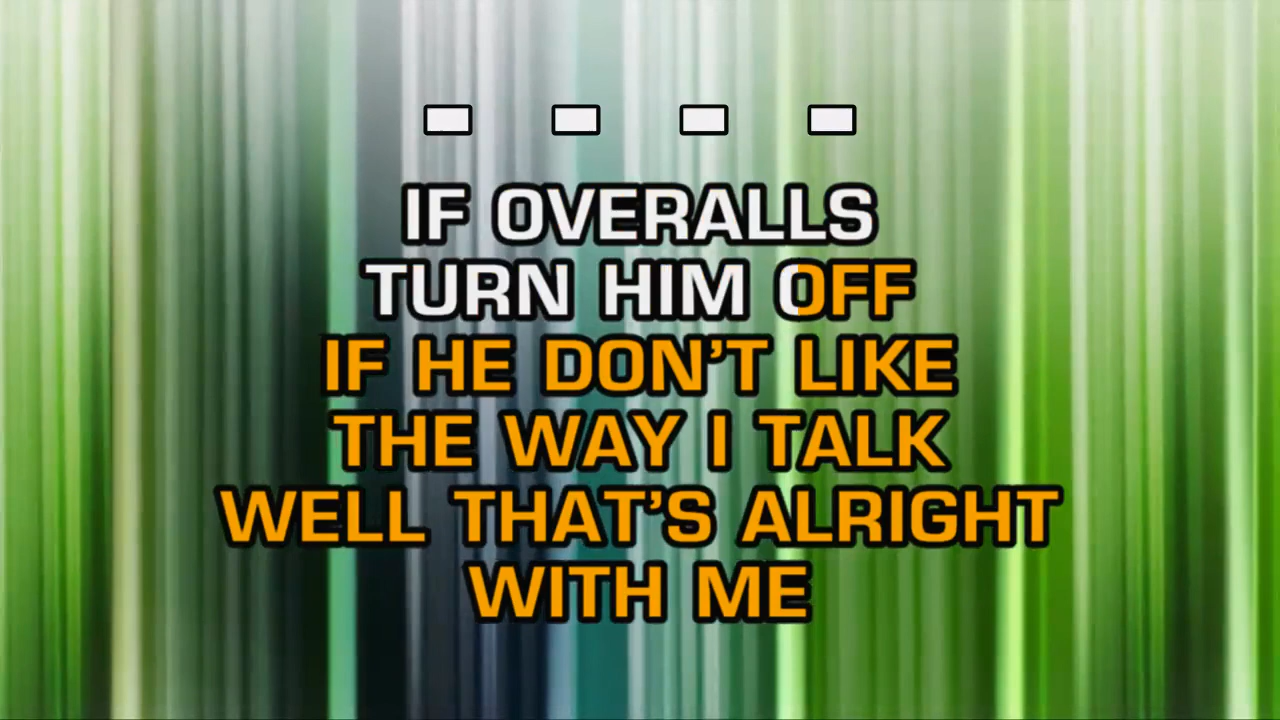 IF OVERALLS
TURN HIM OFF
IF HE DON’T LIKE
THE WAY I TALK
WELL THAT’S ALRIGHT
WITH ME